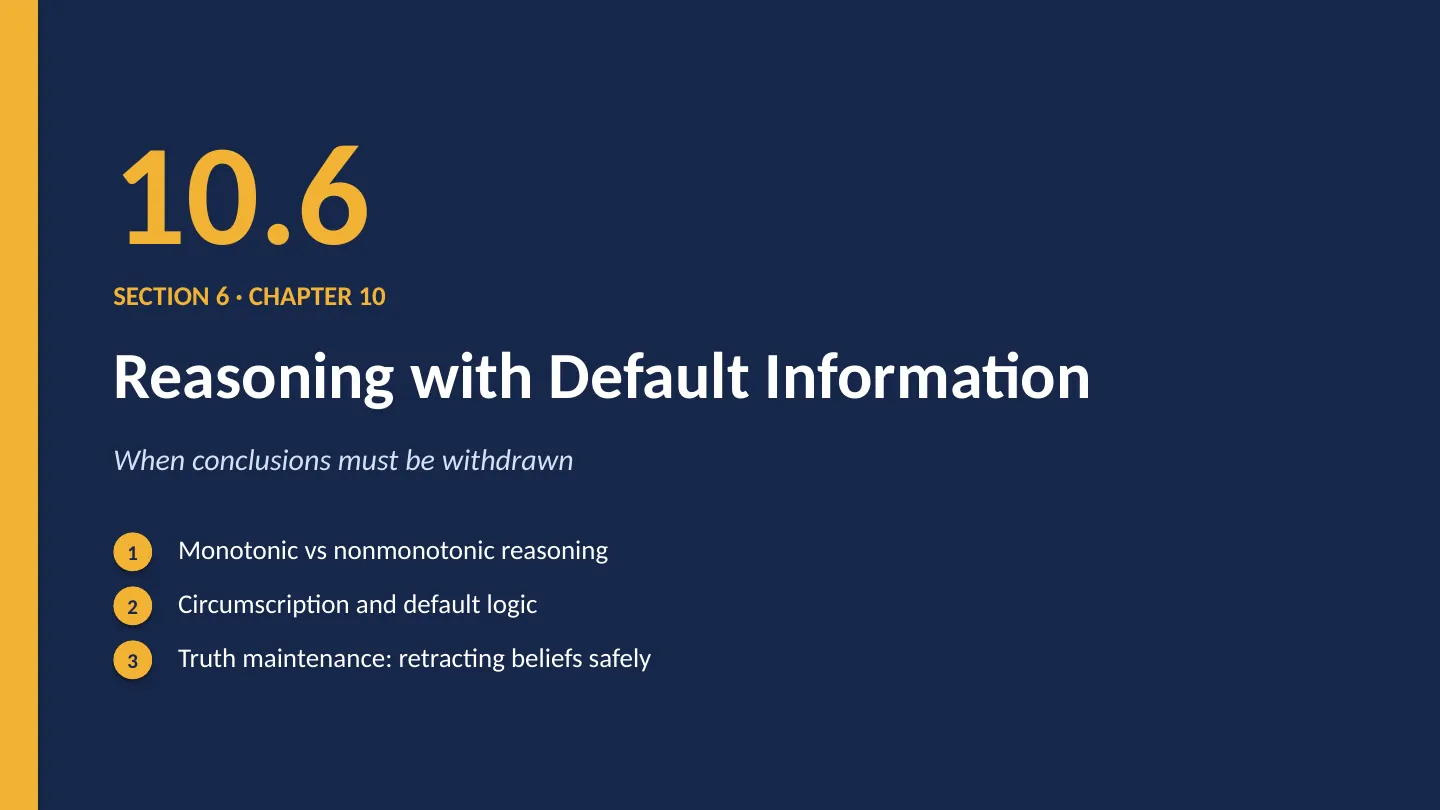 10.6
SECTION 6 · CHAPTER 10
Reasoning with Default Information
When conclusions must be withdrawn
1 Monotonic vs nonmonotonic reasoning
2 Circumscription and default logic
3 Truth maintenance: retracting beliefs safely